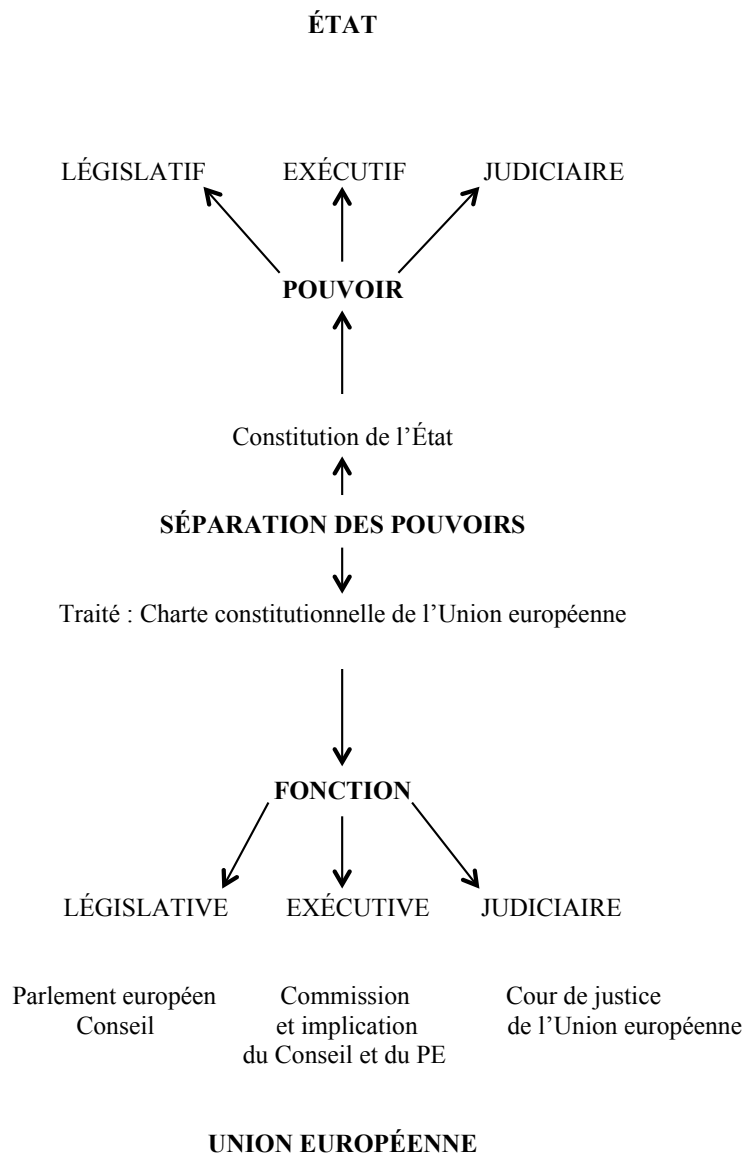 ÉTAT
LÉGISLATIF EXÉCUTIF JUDICIAIRE
POUVOIR
Constitution de l’État
SÉPARATION DES POUVOIRS
Traité : Charte constitutionnelle de l’Union européenne
FONCTION
LÉGISLATIVE EXÉCUTIVE JUDICIAIRE
Parlement européen Commission Cour de justice
Conseil et implication de l’Union européenne
du Conseil et du PE
UNION EUROPÉENNE